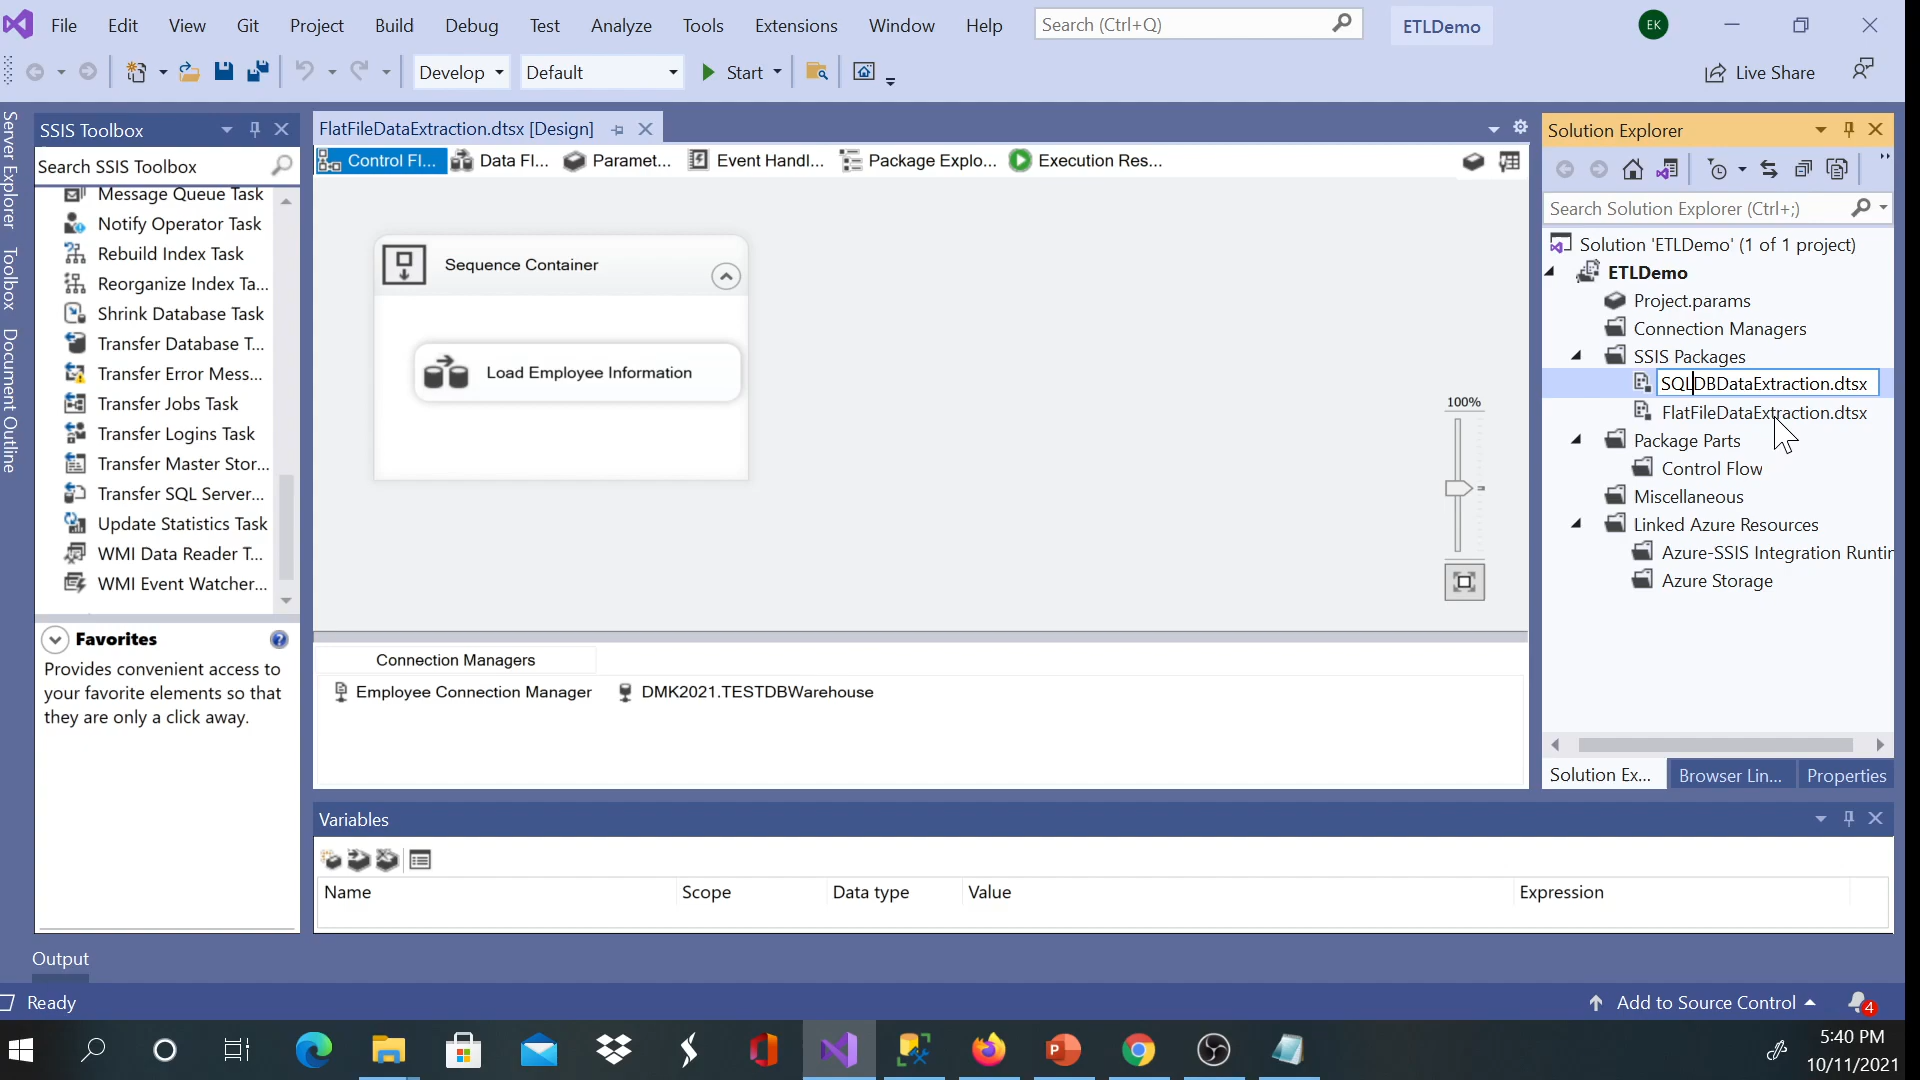 File Edit View Git Project Build Debug Test Analyze Tools Extensions Window Help Search (Ctrl+Q) ETLDemo EK
Develop Default Start Live Share
Server Explorer
Toolbox
Document Outline
SSIS Toolbox
Search SSIS Toolbox
Message Queue Task
Notify Operator Task
Rebuild Index Task
Reorganize Index Ta...
Shrink Database Task
Transfer Database T...
Transfer Error Mess...
Transfer Jobs Task
Transfer Logins Task
Transfer Master Stor...
Transfer SQL Server...
Update Statistics Task
WMI Data Reader T...
WMI Event Watcher...
Favorites
Provides convenient access to
your favorite elements so that
they are only a click away.
FlatFileDataExtraction.dtsx [Design]
Control Fl... Data Fl... Paramet... Event Handl... Package Explo... Execution Res...
Sequence Container
Load Employee Information
100%
Connection Managers
Employee Connection Manager DMK2021.TESTDBWarehouse
Variables
Name Scope Data type Value Expression
Solution Explorer
Search Solution Explorer (Ctrl+;)
Solution 'ETLDemo' (1 of 1 project)
ETLDemo
Project.params
Connection Managers
SSIS Packages
SQLDBDataExtraction.dtsx
FlatFileDataExtraction.dtsx
Package Parts
Control Flow
Miscellaneous
Linked Azure Resources
Azure-SSIS Integration Runtin
Azure Storage
Solution Ex... Browser Lin... Properties
Output
Ready Add to Source Control 4
5:40 PM
10/11/2021